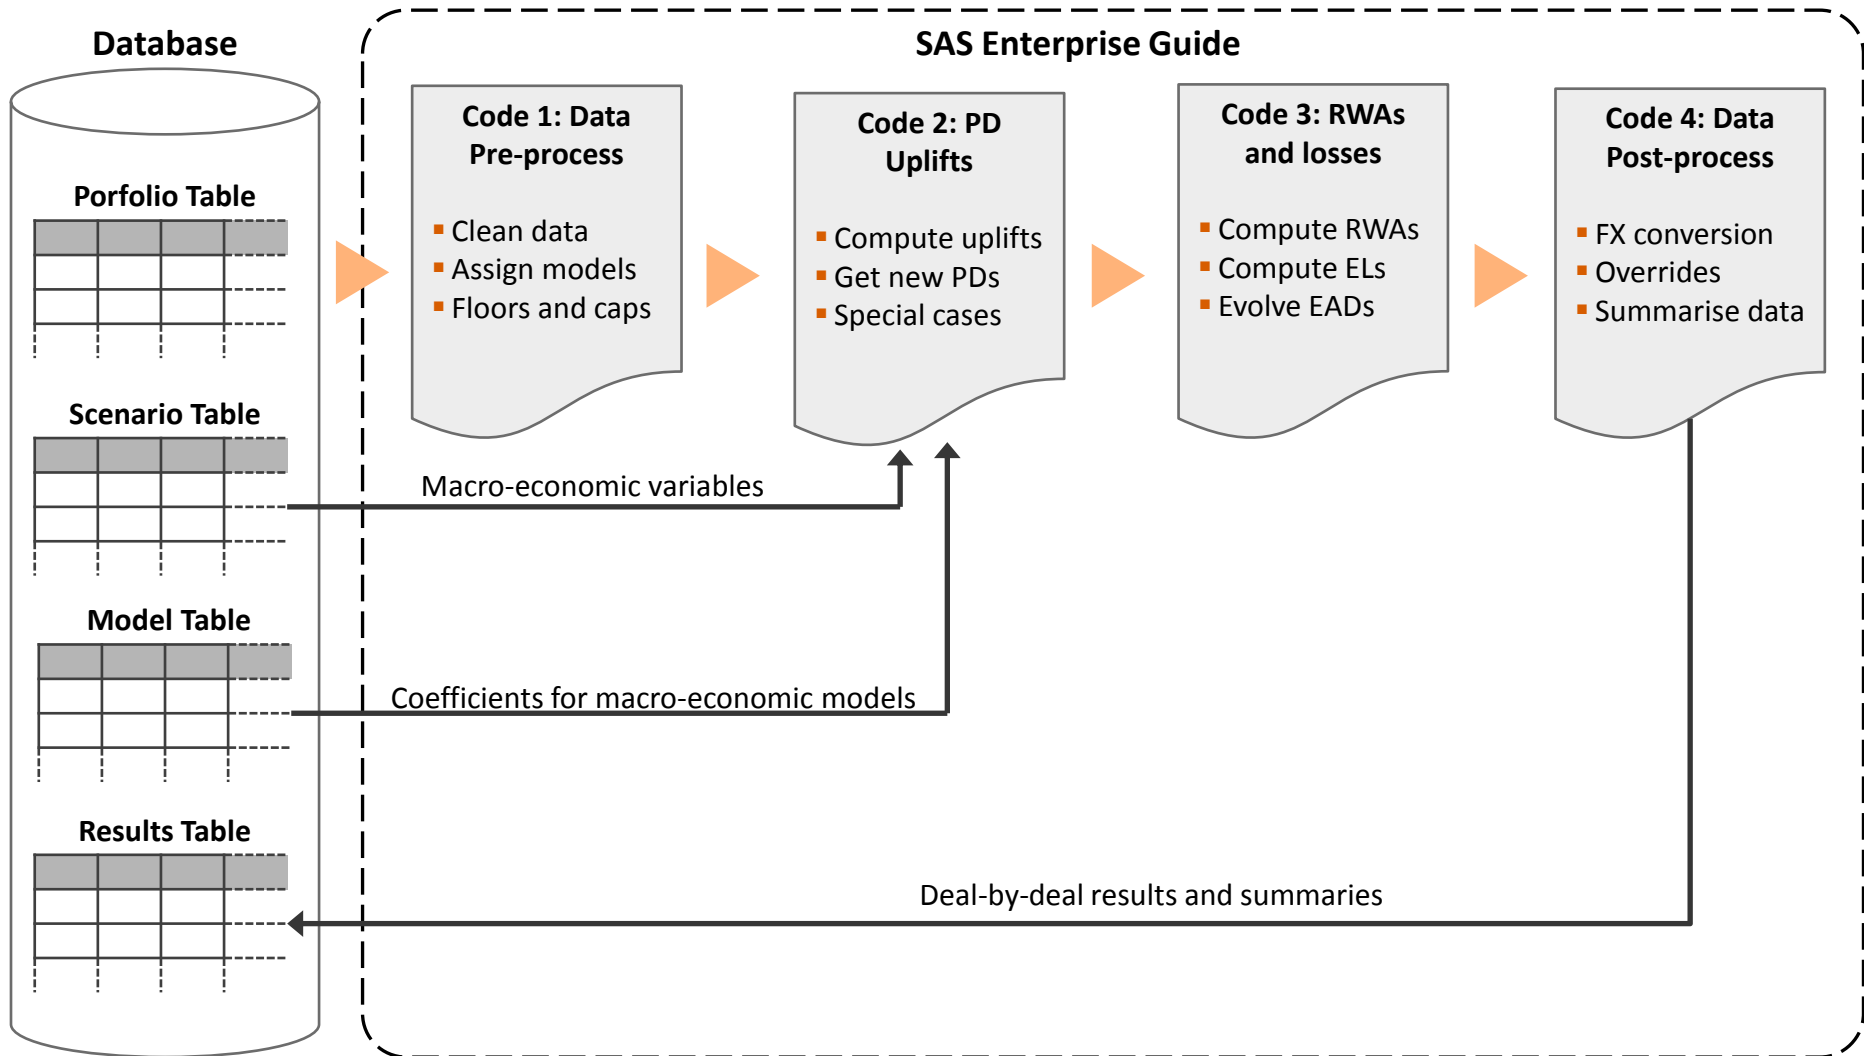 Database
SAS Enterprise Guide
Porfolio Table
Scenario Table
Model Table
Results Table
Code 1: Data
Pre-process
Clean data
Assign models
Floors and caps
Code 2: PD
Uplifts
Compute uplifts
Get new PDs
Special cases
Code 3: RWAs
and losses
Compute RWAs
Compute ELs
Evolve EADs
Code 4: Data
Post-process
FX conversion
Overrides
Summarise data
Macro-economic variables
Coefficients for macro-economic models
Deal-by-deal results and summaries